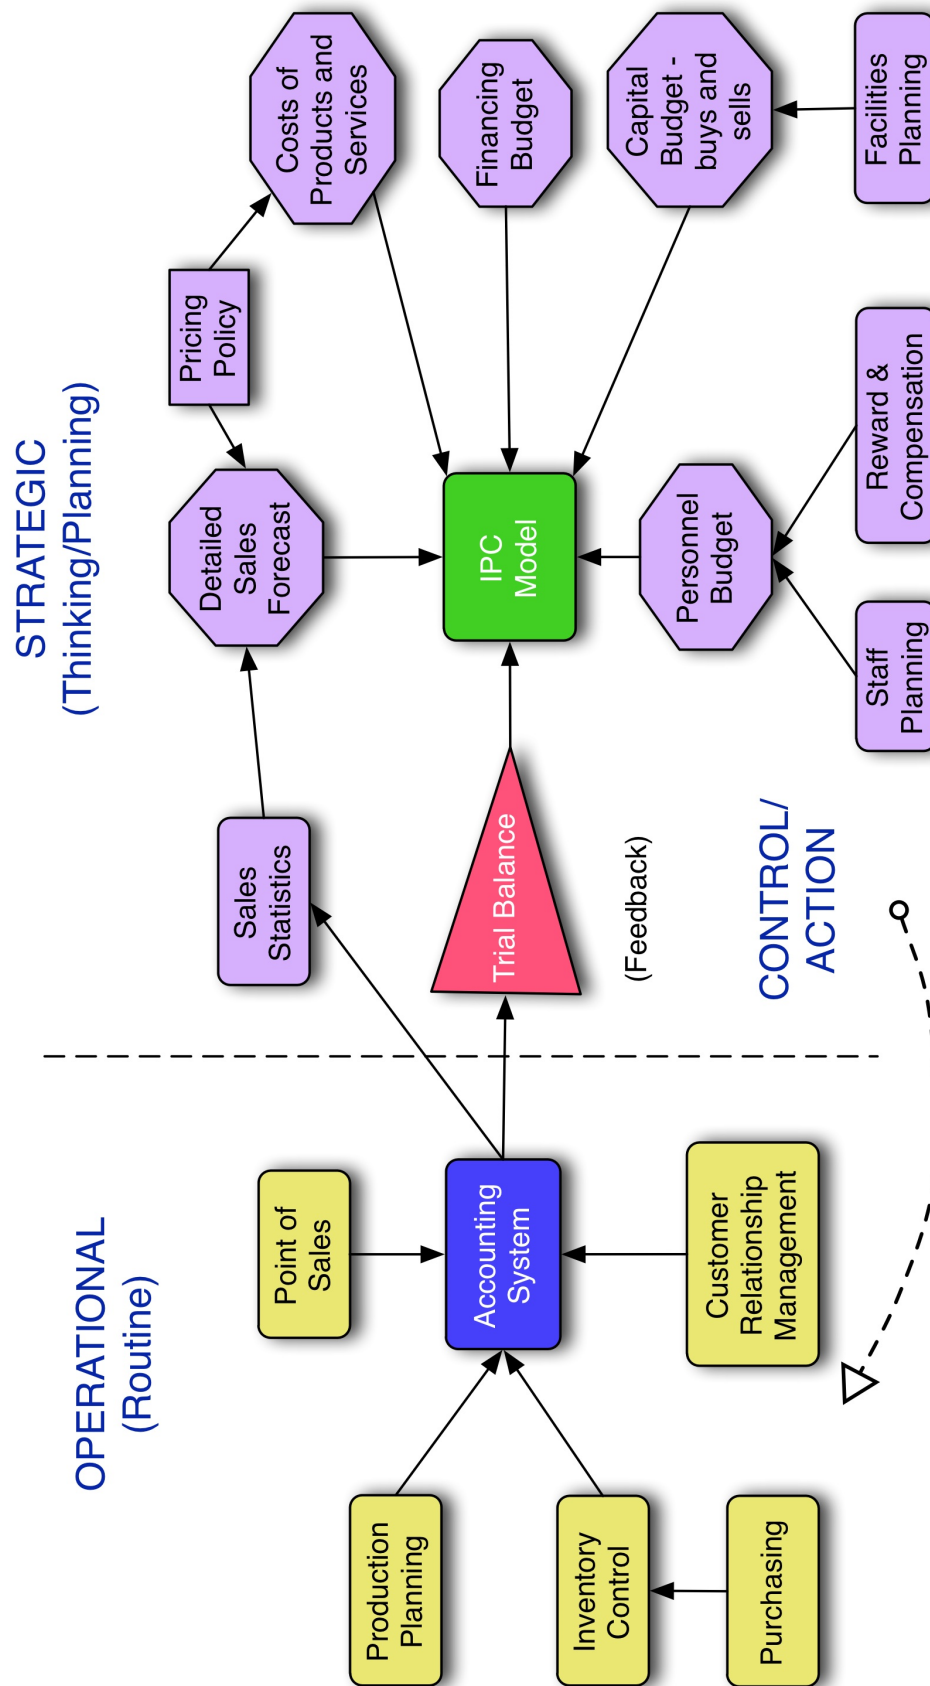 OPERATIONAL
(Routine)
STRATEGIC
(Thinking/Planning)
Point of
Sales
Sales
Statistics
Detailed
Sales
Forecast
Pricing
Policy
Costs of
Products and
Services
Production
Planning
Accounting
System
Trial Balance
IPC
Model
Financing
Budget
Inventory
Control
(Feedback)
Personnel
Budget
Capital
Budget -
buys and
sells
Purchasing
Customer
Relationship
Management
CONTROL/
ACTION
Staff
Planning
Reward &
Compensation
Facilities
Planning